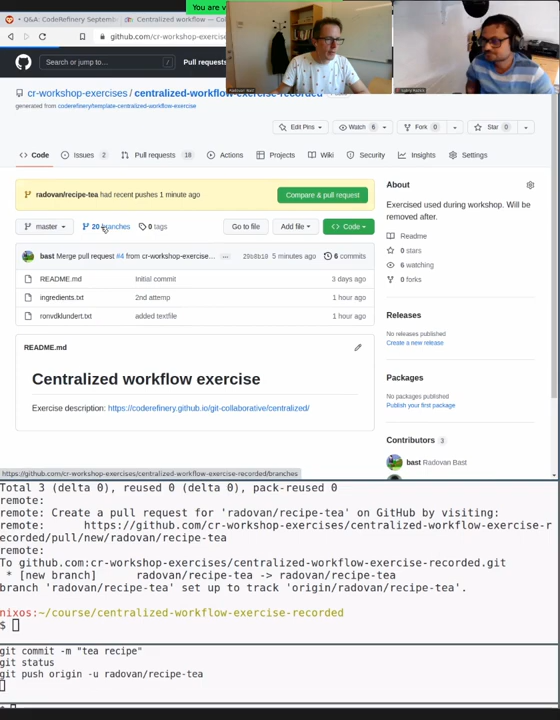 You are v
Q&A: CodeRefinery Septemb
Centralized workflow — Col
github.com/cr-workshop-exercise
Search or jump to...
/
Pull requests
cr-workshop-exercises / centralized-workflow-exercise-recorded
generated from coderefinery/template-centralized-workflow-exercise
Edit Pins
Watch 6
Fork 0
Star 0
Code
Issues 2
Pull requests 18
Actions
Projects
Wiki
Security
Insights
Settings
radovan/recipe-tea had recent pushes 1 minute ago
Compare & pull request
master
20 branches
0 tags
Go to file
Add file
Code
bast Merge pull request #4 from cr-workshop-exercise... 5 minutes ago 6 commits
README.md Initial commit 3 days ago
ingredients.txt 2nd attemp 1 hour ago
ronvdklundert.txt added textfile 1 hour ago
README.md
Centralized workflow exercise
Exercise description: https://coderefinery.github.io/git-collaborative/centralized/
About
Exercised used during workshop. Will be
removed after.
Readme
0 stars
6 watching
0 forks
Releases
No releases published
Create a new release
Packages
No packages published
Publish your first package
Contributors 3
bast Radovan Bast
https://github.com/cr-workshop-exercises/centralized-workflow-exercise-recorded/branches
Total 3 (delta 0), reused 0 (delta 0), pack-reused 0
remote:
remote: Create a pull request for 'radovan/recipe-tea' on GitHub by visiting:
remote:      https://github.com/cr-workshop-exercises/centralized-workflow-exercise-r
ecorded/pull/new/radovan/recipe-tea
remote:
To github.com:cr-workshop-exercises/centralized-workflow-exercise-recorded.git
 * [new branch]      radovan/recipe-tea -> radovan/recipe-tea
branch 'radovan/recipe-tea' set up to track 'origin/radovan/recipe-tea'.
nixos:~/course/centralized-workflow-exercise-recorded
$
git commit -m "tea recipe"
git status
git push origin -u radovan/recipe-tea